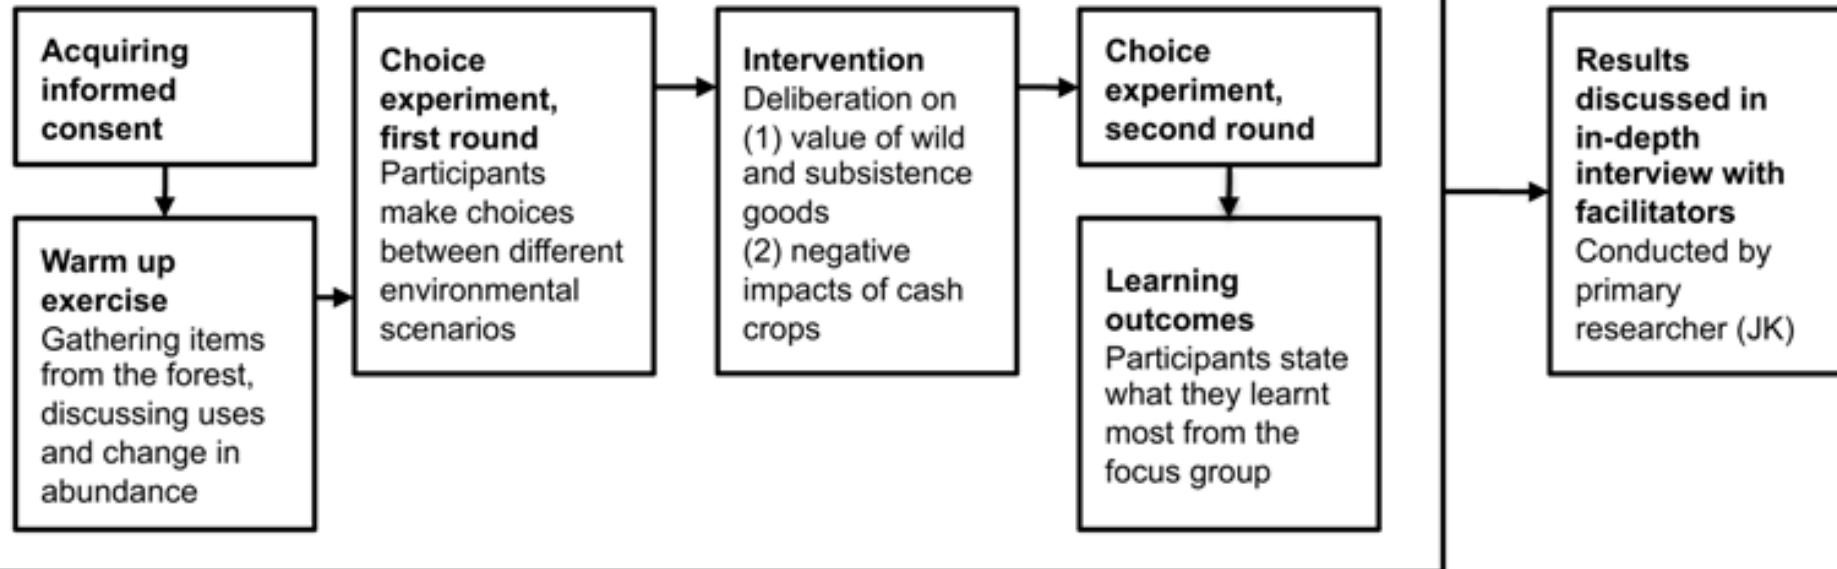 Acquiring
informed
consent
Warm up
exercise
Gathering items
from the forest,
discussing uses
and change in
abundance
Choice
experiment,
first round
Participants
make choices
between different
environmental
scenarios
Intervention
Deliberation on
(1) value of wild
and subsistence
goods
(2) negative
impacts of cash
crops
Choice
experiment,
second round
Learning
outcomes
Participants state
what they learnt
most from the
focus group
Results
discussed in
in-depth
interview with
facilitators
Conducted by
primary
researcher (JK)